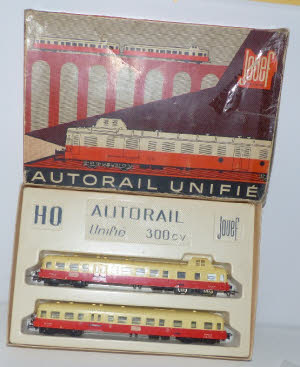 Jouef
AUTORAIL UNIFIÉ
HO
AUTORAIL
Unifié 300cv
Jouef